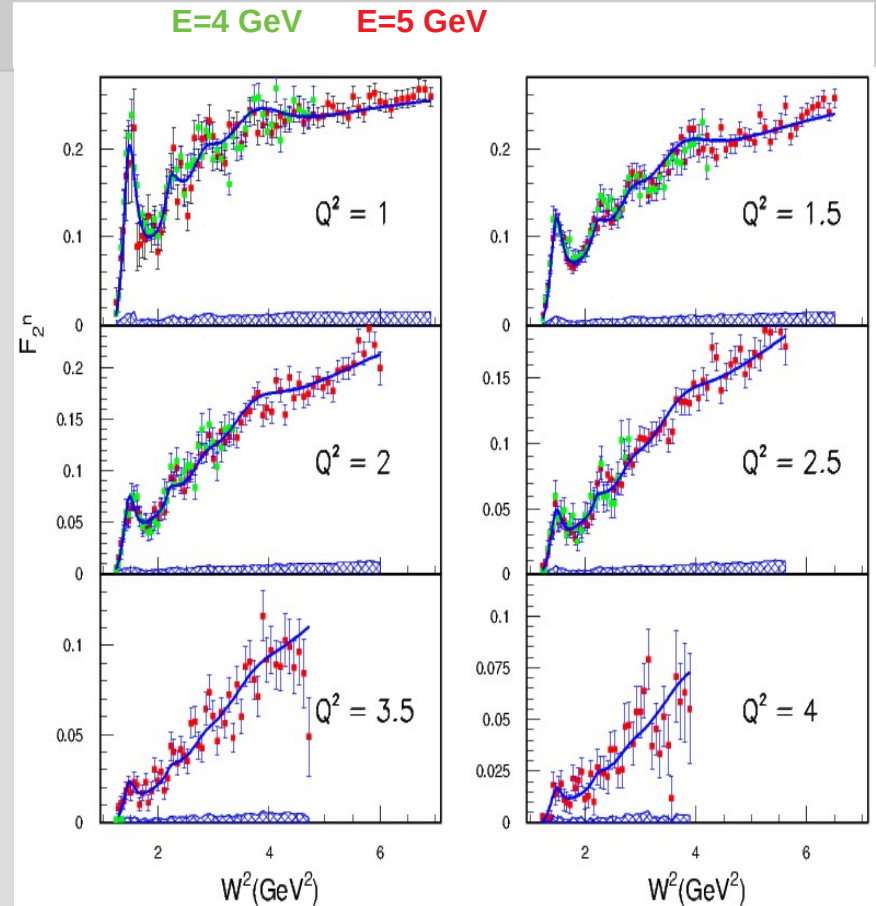 E=4 GeV E=5 GeV
0.2
0.1
0
Q² = 1
0.2
0.1
0
Q² = 1.5
F₂ⁿ
0.2
0.15
0.1
0.05
0
Q² = 2
0.15
0.1
0.05
0
Q² = 2.5
0.1
0.05
0
Q² = 3.5
0.1
0.075
0.05
0.025
0
Q² = 4
2 4 6
2 4 6
W²(GeV²)
W²(GeV²)